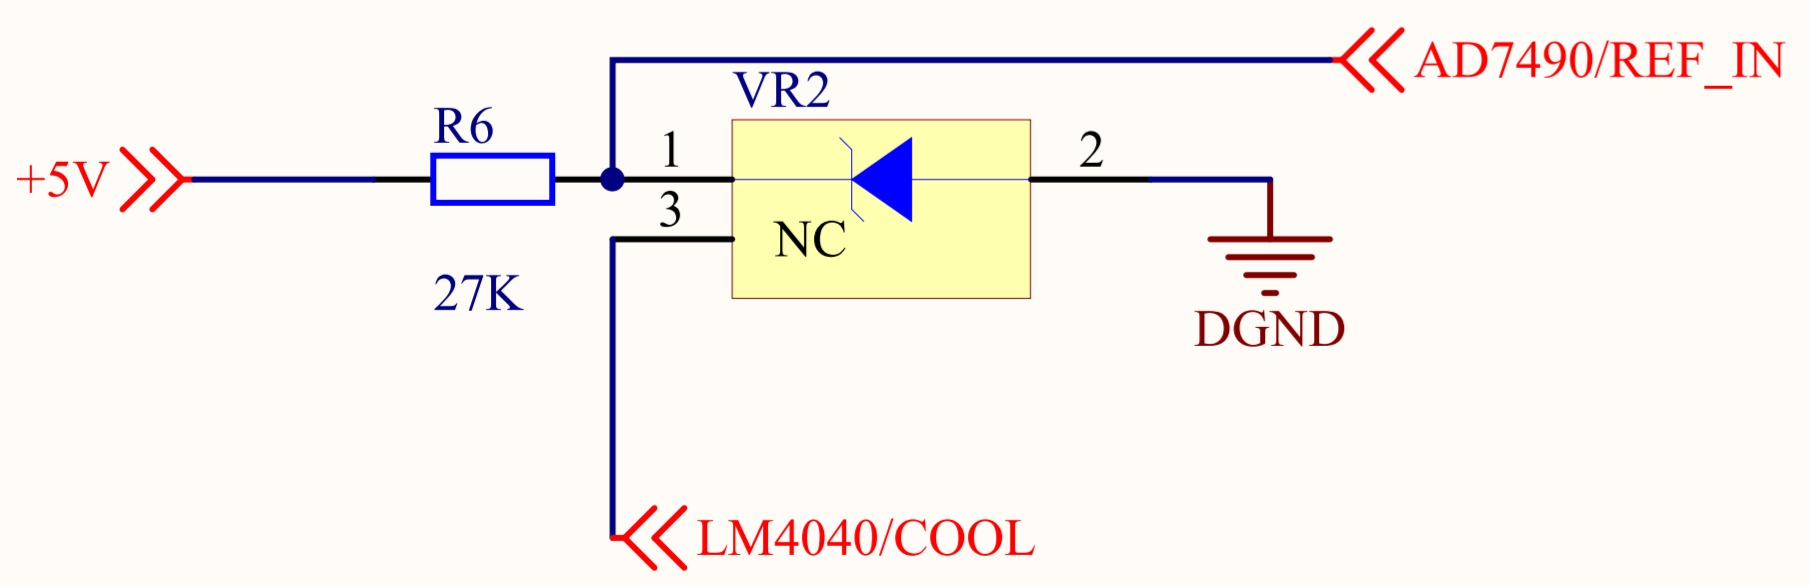 AD7490/REF_IN
VR2
R6
1
2
+5V
3
NC
27K
DGND
LM4040/COOL